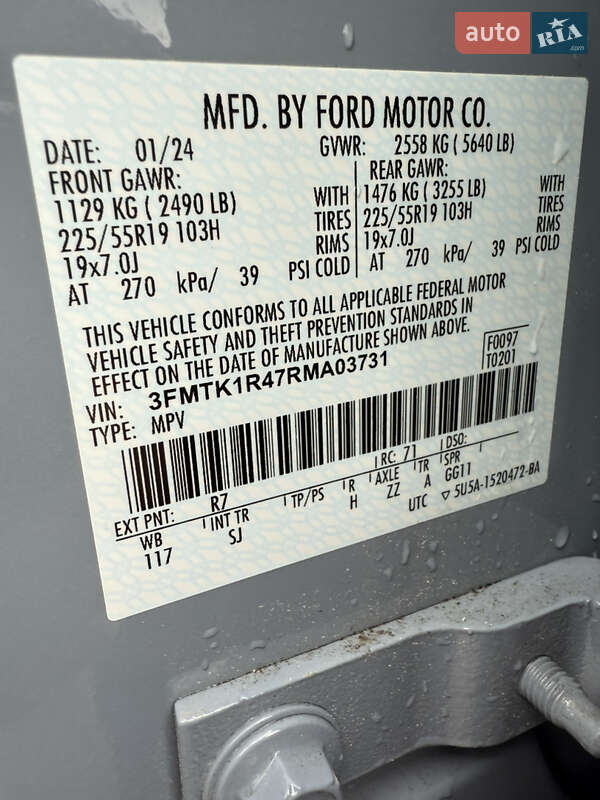 auto RIA .com
MFD. BY FORD MOTOR CO.
DATE: 01/24 GVWR: 2558 KG ( 5640 LB)
FRONT GAWR: REAR GAWR:
1129 KG ( 2490 LB) WITH 1476 KG ( 3255 LB) WITH
225/55R19 103H TIRES 225/55R19 103H TIRES
19x7.0J RIMS 19x7.0J RIMS
AT 270 kPa/ 39 PSI COLD AT 270 kPa/ 39 PSI COLD
THIS VEHICLE CONFORMS TO ALL APPLICABLE FEDERAL MOTOR
VEHICLE SAFETY AND THEFT PREVENTION STANDARDS IN
EFFECT ON THE DATE OF MANUFACTURE SHOWN ABOVE.
F0097
T0201
VIN: 3FMTK1R47RMA03731
TYPE: MPV
EXT PNT: R7 RC: 71 DSO:
WB INT TR TP/PS R AXLE TR SPR
117 SJ H ZZ A GG11
UTC ▽ 5U5A-1520472-BA